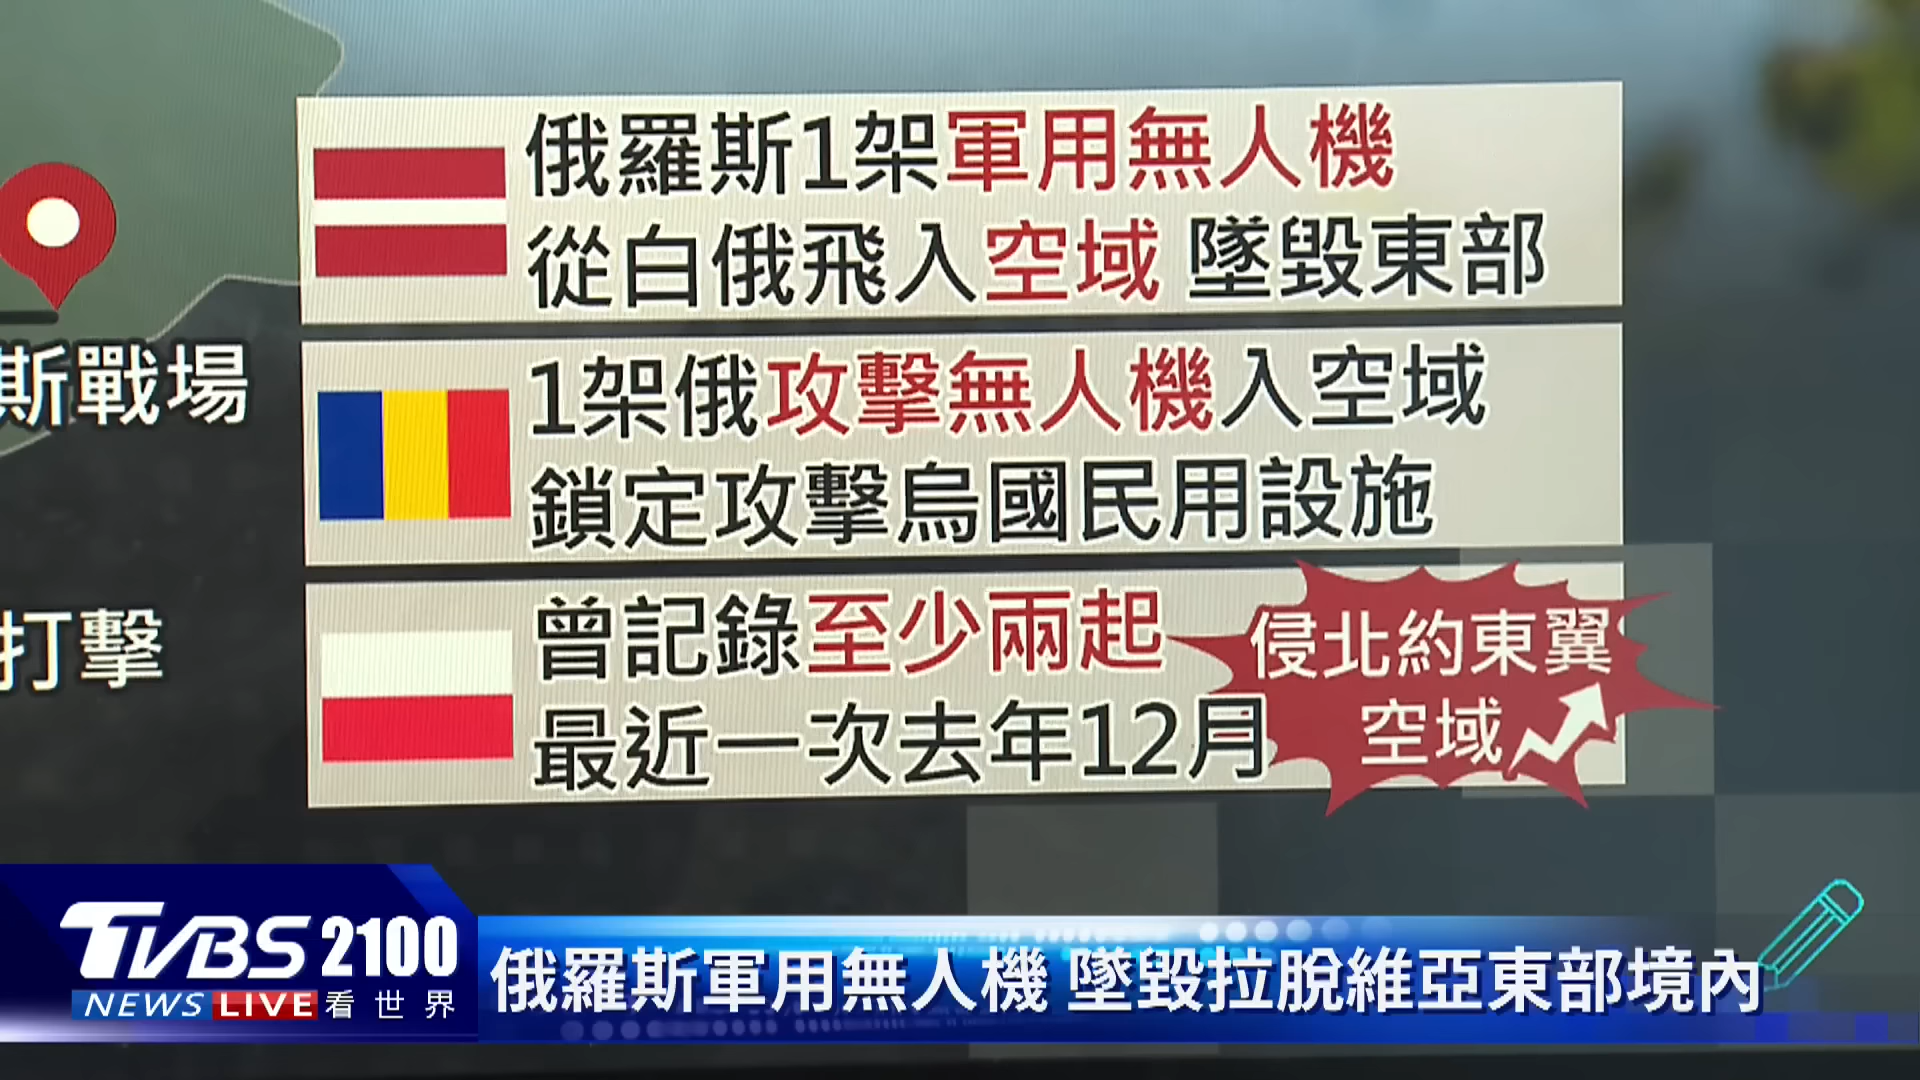 俄羅斯1架軍用無人機
從白俄飛入空域 墜毀東部
斯戰場
1架俄攻擊無人機入空域
鎖定攻擊烏國民用設施
打擊
曾記錄至少兩起
最近一次去年12月
侵北約東翼
空域
TVBS 2100
NEWS LIVE 看世界
俄羅斯軍用無人機 墜毀拉脫維亞東部境內